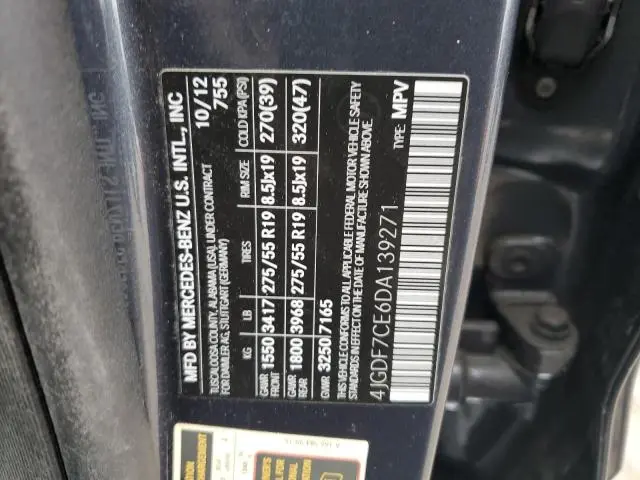 MFD BY MERCEDES-BENZ U.S. INTL., INC
10/12
TUSCALOOSA COUNTY, ALABAMA (USA), UNDER CONTRACT
755
FOR DAIMLER AG, STUTTGART (GERMANY)
KG LB TIRES RIM SIZE COLD KPA (PSI)
GAWR FRONT 1550 3417 275/55 R19 8.5Jx19 270(39)
GAWR REAR 1800 3968 275/55 R19 8.5Jx19 320(47)
GVWR 3250 7165
THIS VEHICLE CONFORMS TO ALL APPLICABLE FEDERAL MOTOR VEHICLE SAFETY
STANDARDS IN EFFECT ON THE DATE OF MANUFACTURE SHOWN ABOVE.
4JGDF7CE6DA139271
TYPE: MPV